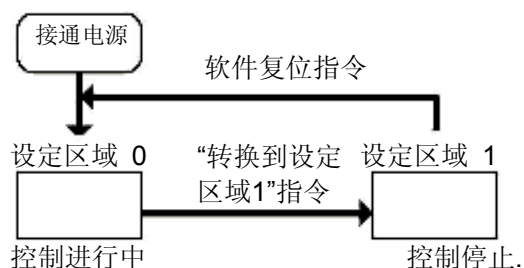 接通电源
软件复位指令
设定区域 0
“转换到设定
区域1”指令
设定区域 1
控制进行中
控制停止.